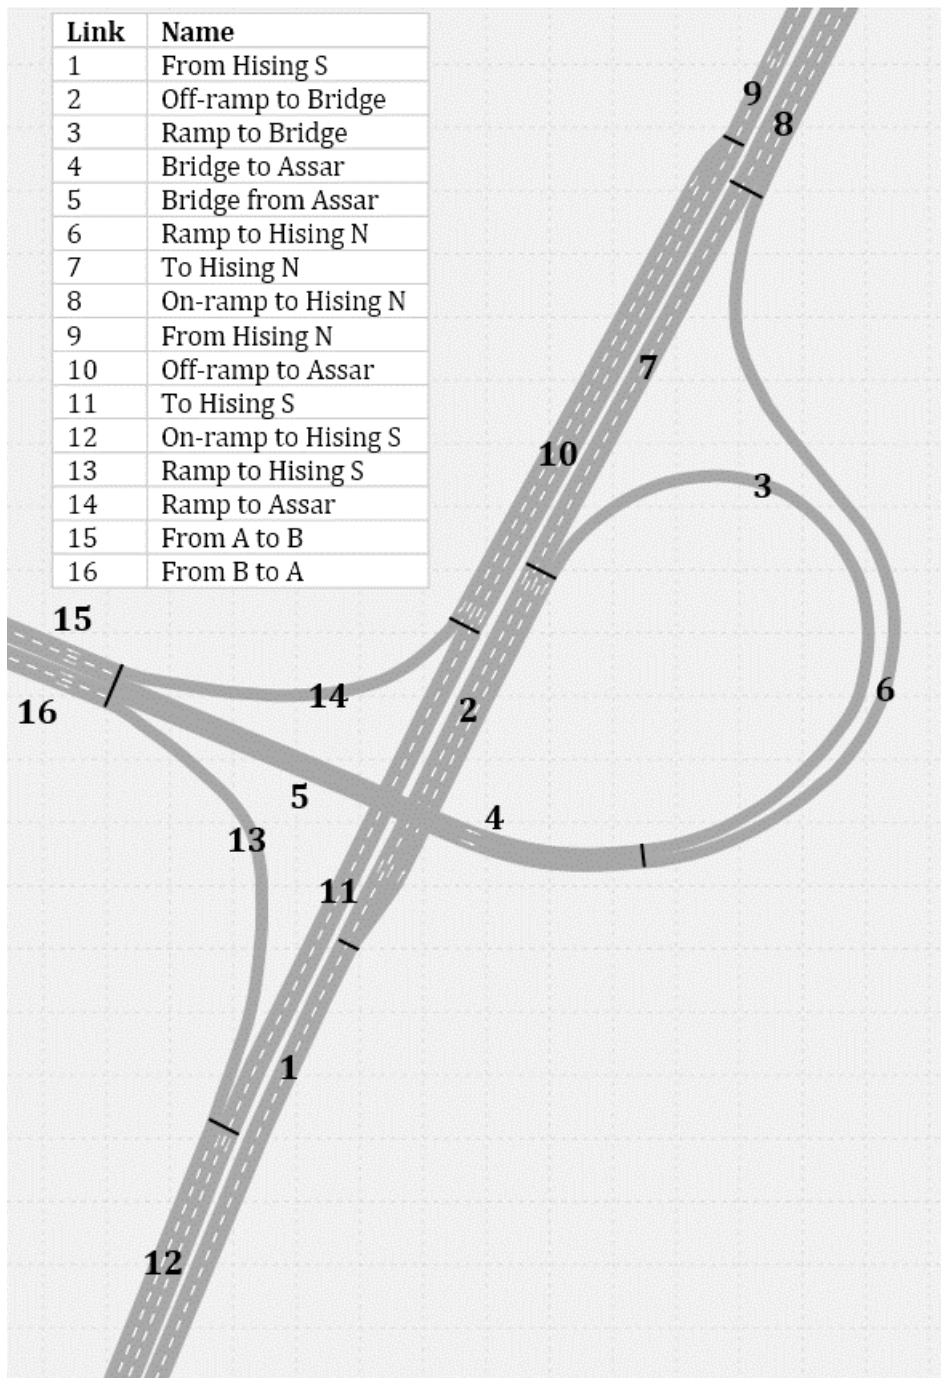 Link Name
1 From Hising S
2 Off-ramp to Bridge
3 Ramp to Bridge
4 Bridge to Assar
5 Bridge from Assar
6 Ramp to Hising N
7 To Hising N
8 On-ramp to Hising N
9 From Hising N
10 Off-ramp to Assar
11 To Hising S
12 On-ramp to Hising S
13 Ramp to Hising S
14 Ramp to Assar
15 From A to B
16 From B to A
9
8
7
10
3
15
6
14
16
2
5
4
13
11
1
12